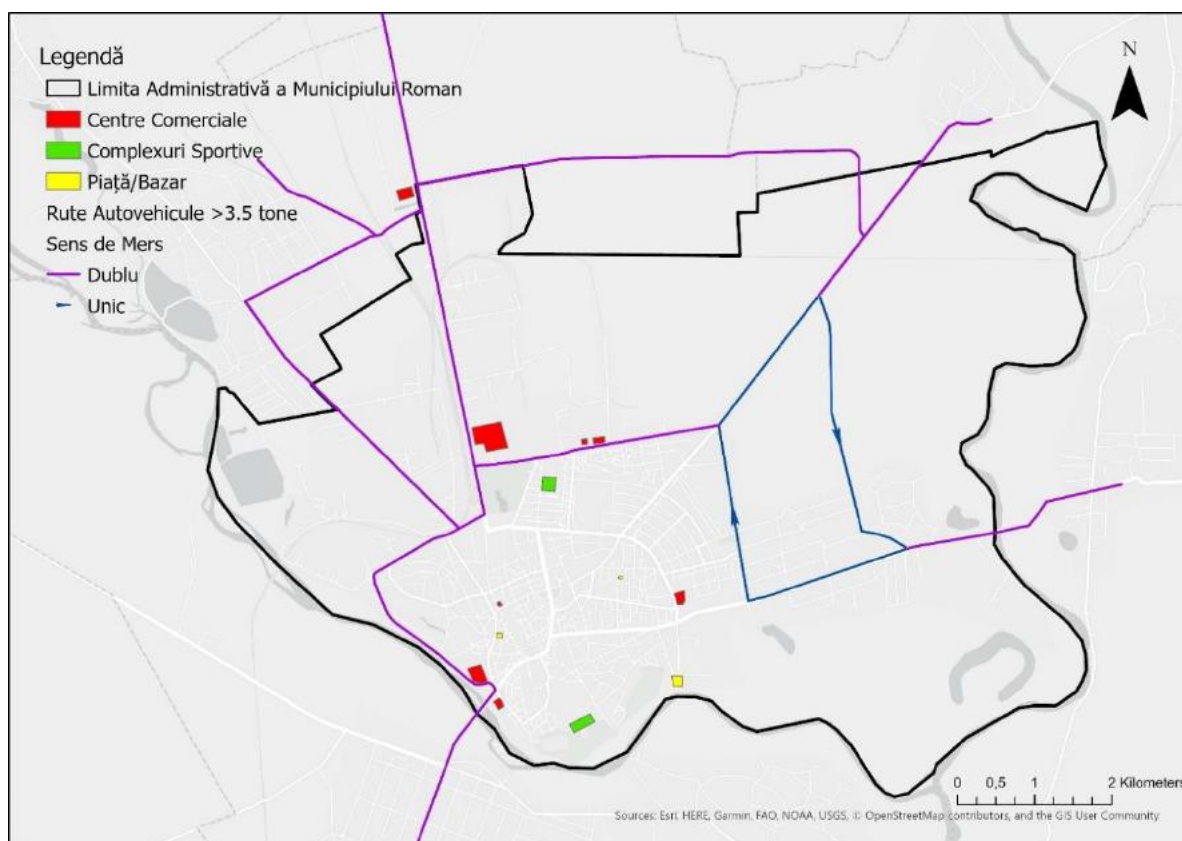 Legendă
Limita Administrativă a Municipiului Roman
Centre Comerciale
Complexuri Sportive
Piață/Bazar
Rute Autovehicule >3.5 tone
Sens de Mers
Dublu
Unic
N
0 0,5 1 2 Kilometers
Sources: Esri, HERE, Garmin, FAO, NOAA, USGS, © OpenStreetMap contributors, and the GIS User Community